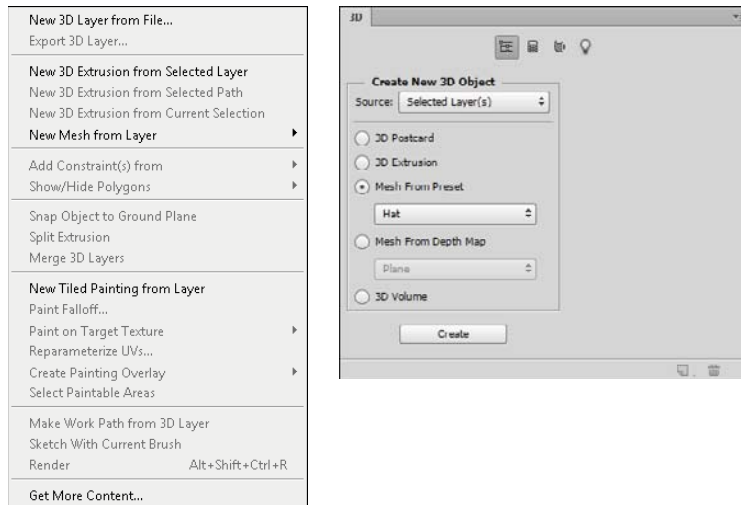 New 3D Layer from File...
Export 3D Layer...
New 3D Extrusion from Selected Layer
New 3D Extrusion from Selected Path
New 3D Extrusion from Current Selection
New Mesh from Layer
Add Constraint(s) from
Show/Hide Polygons
Snap Object to Ground Plane
Split Extrusion
Merge 3D Layers
New Tiled Painting from Layer
Paint Falloff...
Paint on Target Texture
Reparameterize UVs...
Create Painting Overlay
Select Paintable Areas
Make Work Path from 3D Layer
Sketch With Current Brush
Render Alt+Shift+Ctrl+R
Get More Content...
3D
Create New 3D Object
Source: Selected Layer(s)
3D Postcard
3D Extrusion
Mesh From Preset
Hat
Mesh From Depth Map
Plane
3D Volume
Create